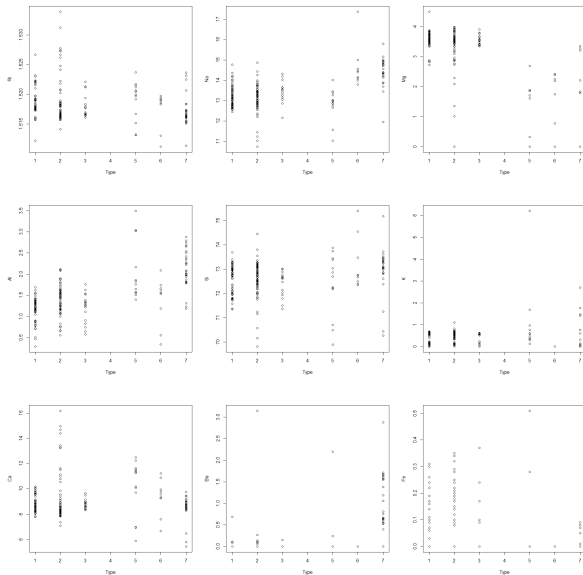 RI
1.515 1.520 1.525 1.530
1 2 3 4 5 6 7
Type
Na
11 12 13 14 15 16 17
1 2 3 4 5 6 7
Type
Mg
0 1 2 3 4
1 2 3 4 5 6 7
Type
Al
0.5 1.0 1.5 2.0 2.5 3.0 3.5
1 2 3 4 5 6 7
Type
Si
70 71 72 73 74 75
1 2 3 4 5 6 7
Type
K
0 1 2 3 4 5 6
1 2 3 4 5 6 7
Type
Ca
6 8 10 12 14 16
1 2 3 4 5 6 7
Type
Ba
0.0 0.5 1.0 1.5 2.0 2.5 3.0
1 2 3 4 5 6 7
Type
Fe
0.0 0.1 0.2 0.3 0.4 0.5
1 2 3 4 5 6 7
Type